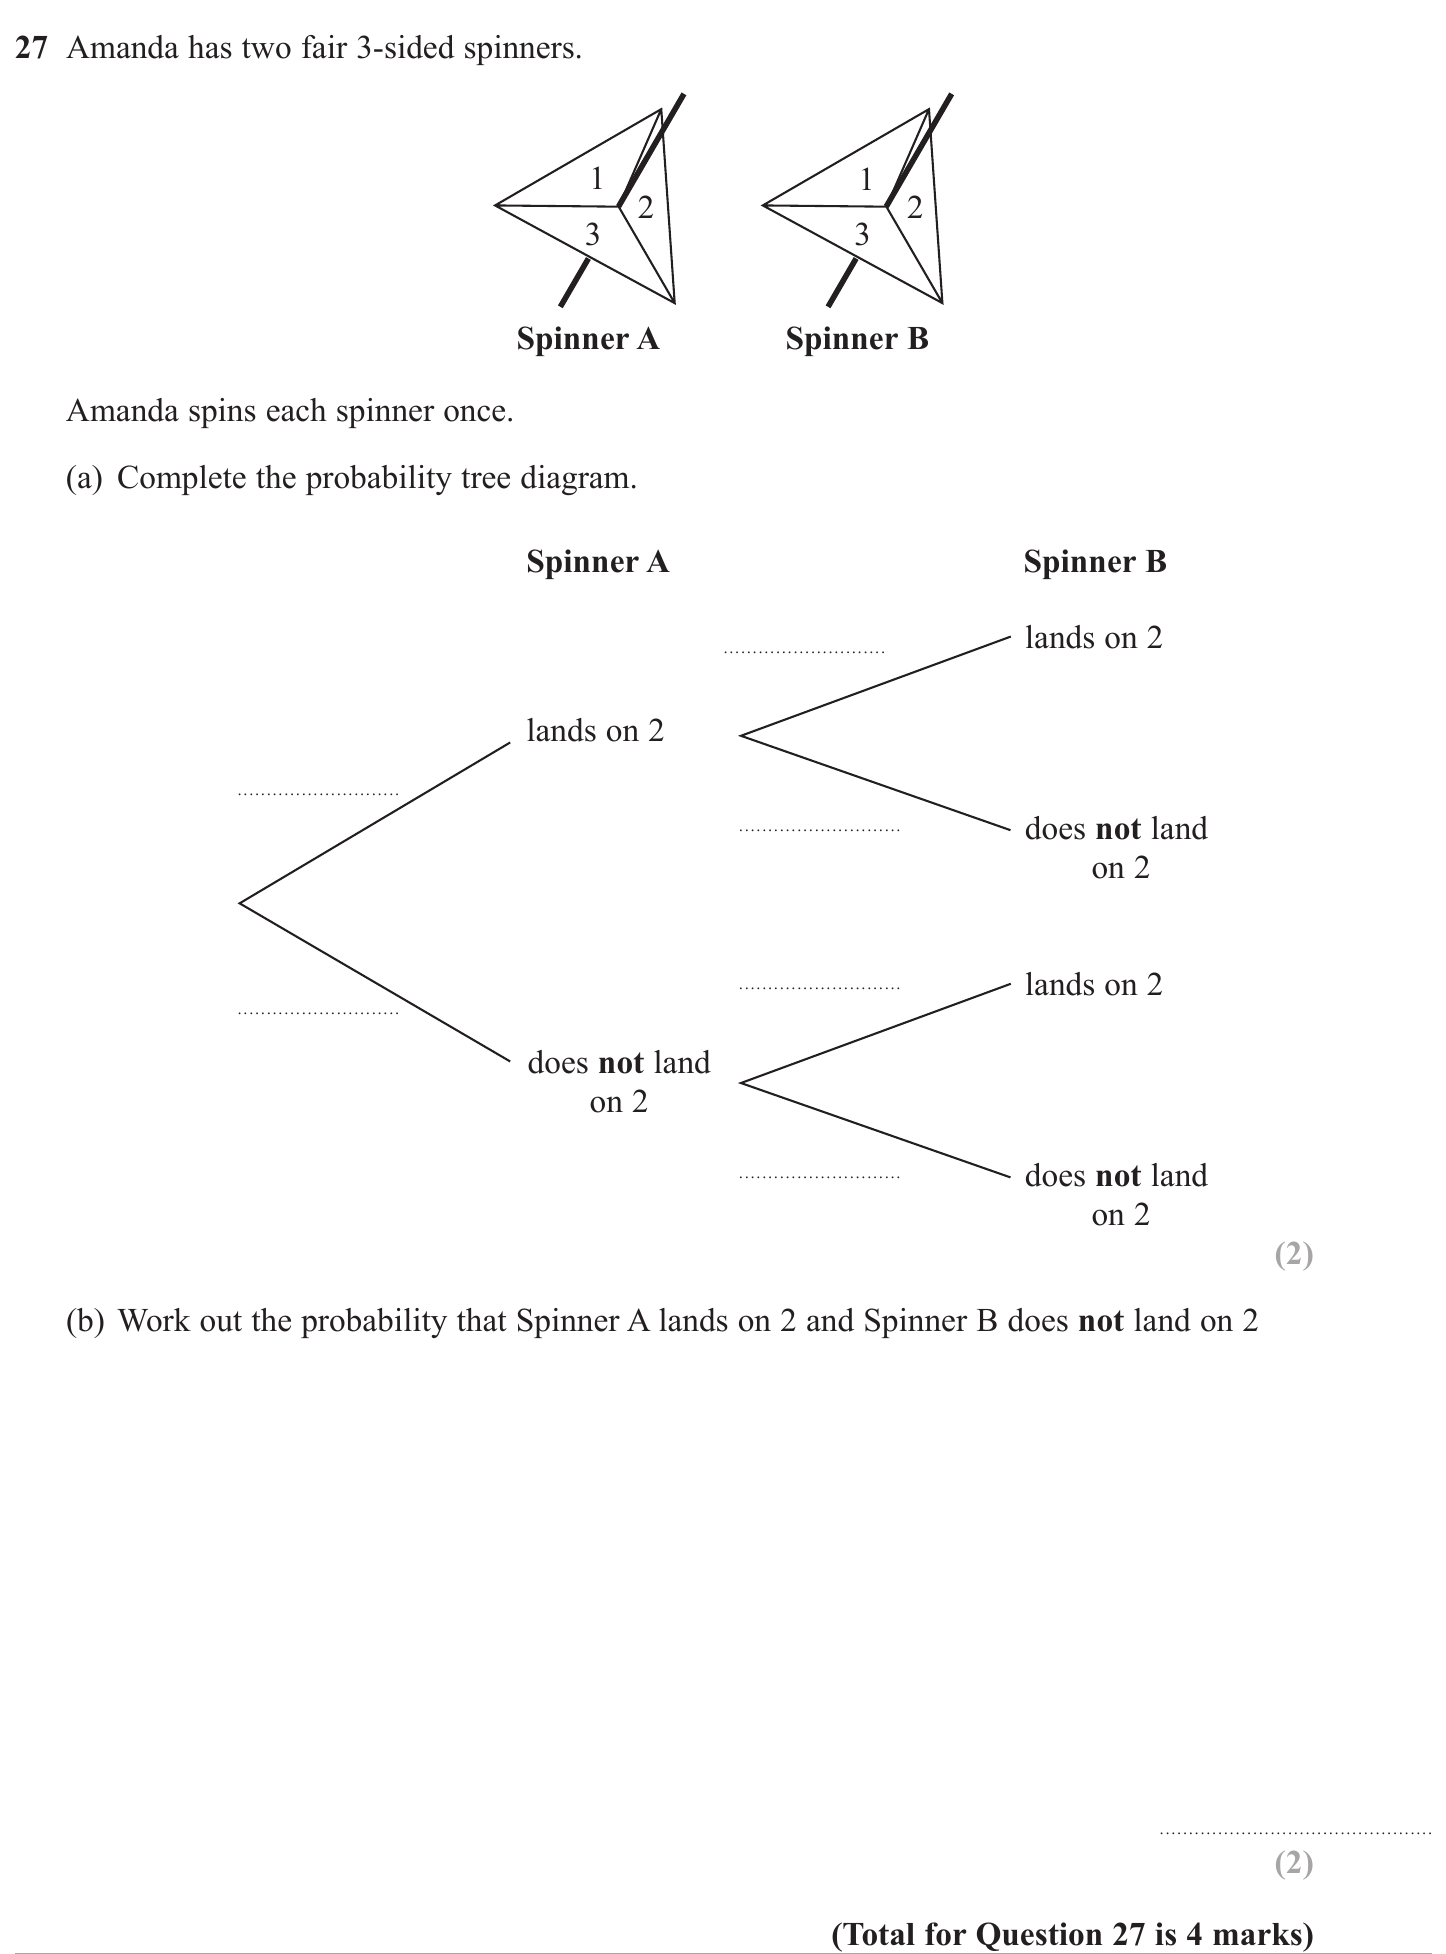 27 Amanda has two fair 3-sided spinners.
1
2
3
1
2
3
Spinner A
Spinner B
Amanda spins each spinner once.
(a) Complete the probability tree diagram.
Spinner A
Spinner B
lands on 2
lands on 2
does not land
on 2
lands on 2
does not land
on 2
does not land
on 2
(2)
(b) Work out the probability that Spinner A lands on 2 and Spinner B does not land on 2
(2)
(Total for Question 27 is 4 marks)